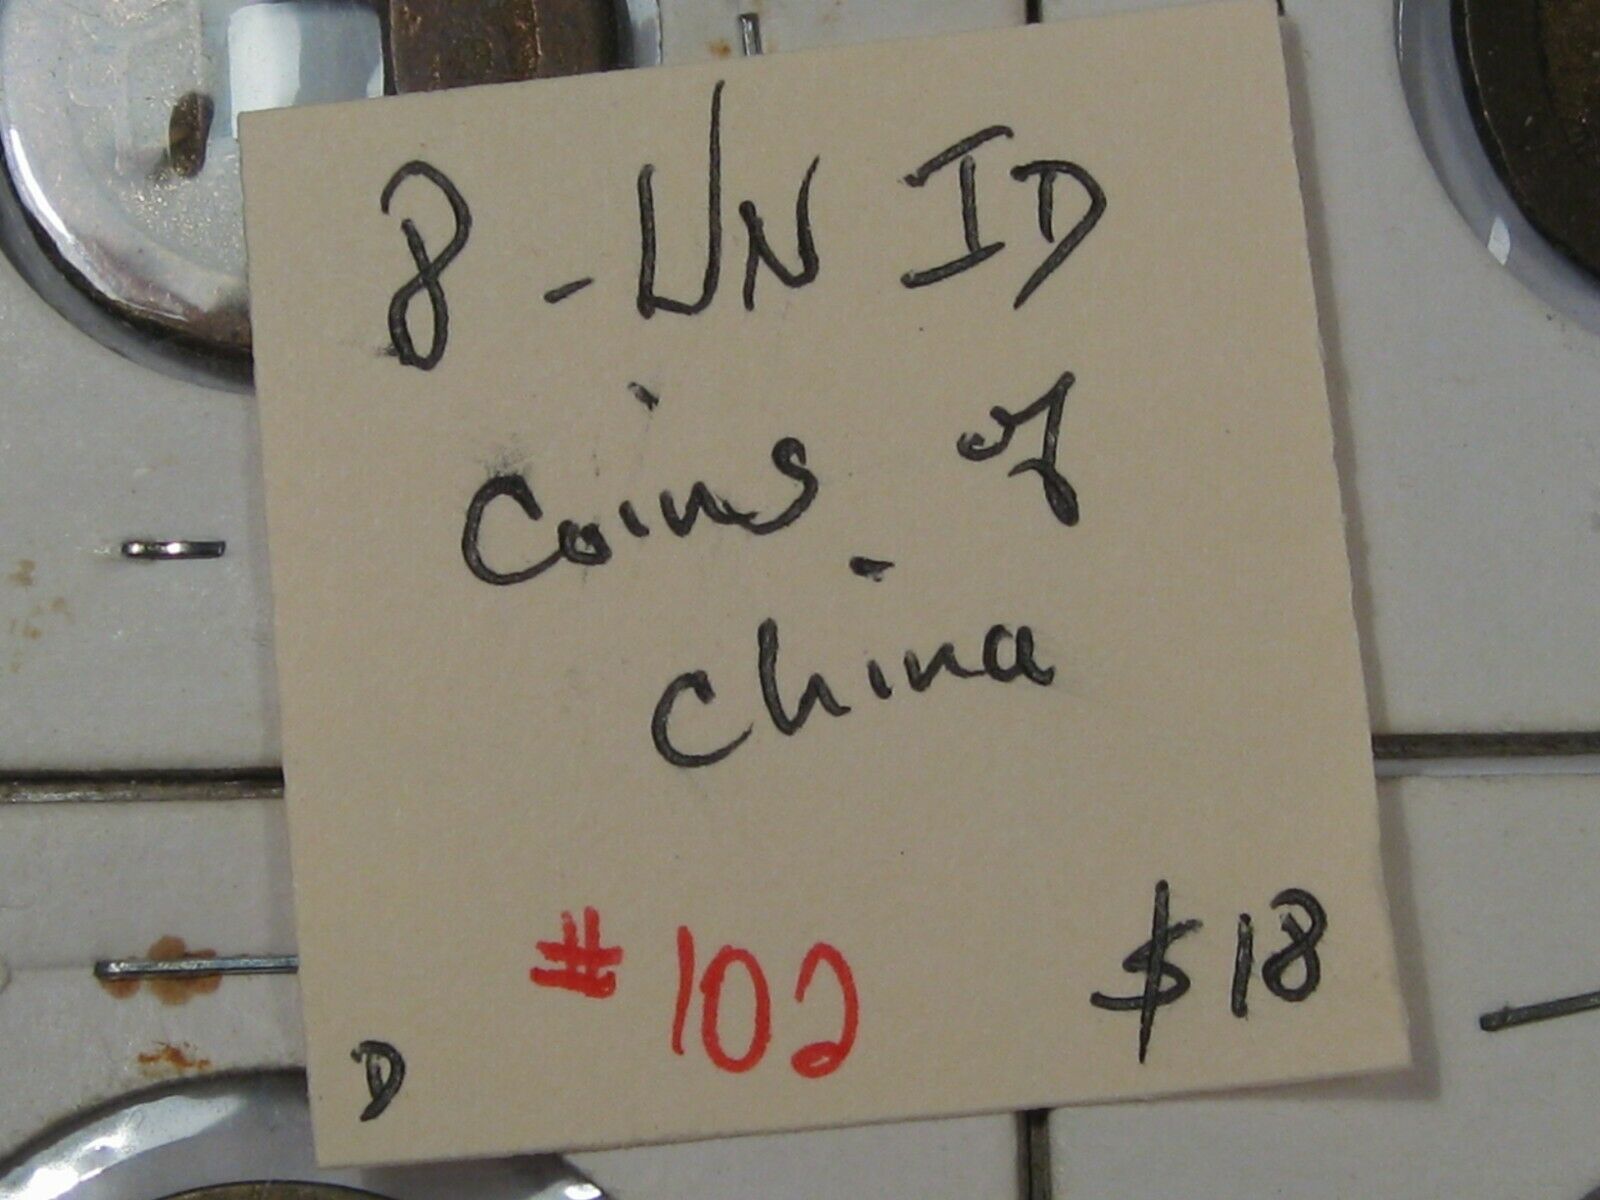 8 - UN ID
Coins of
China
#102 $18
D